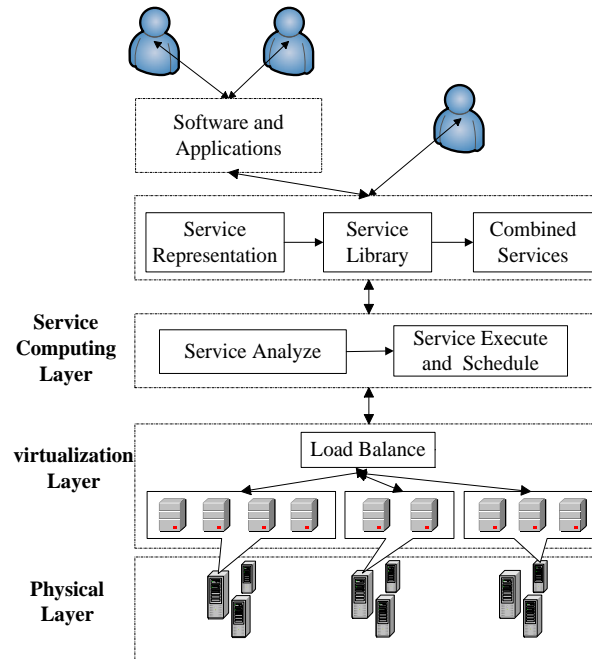 Software and
Applications
Service
Representation
Service
Library
Combined
Services
Service
Computing
Layer
Service Analyze
Service Execute
and Schedule
virtualization
Layer
Load Balance
Physical
Layer